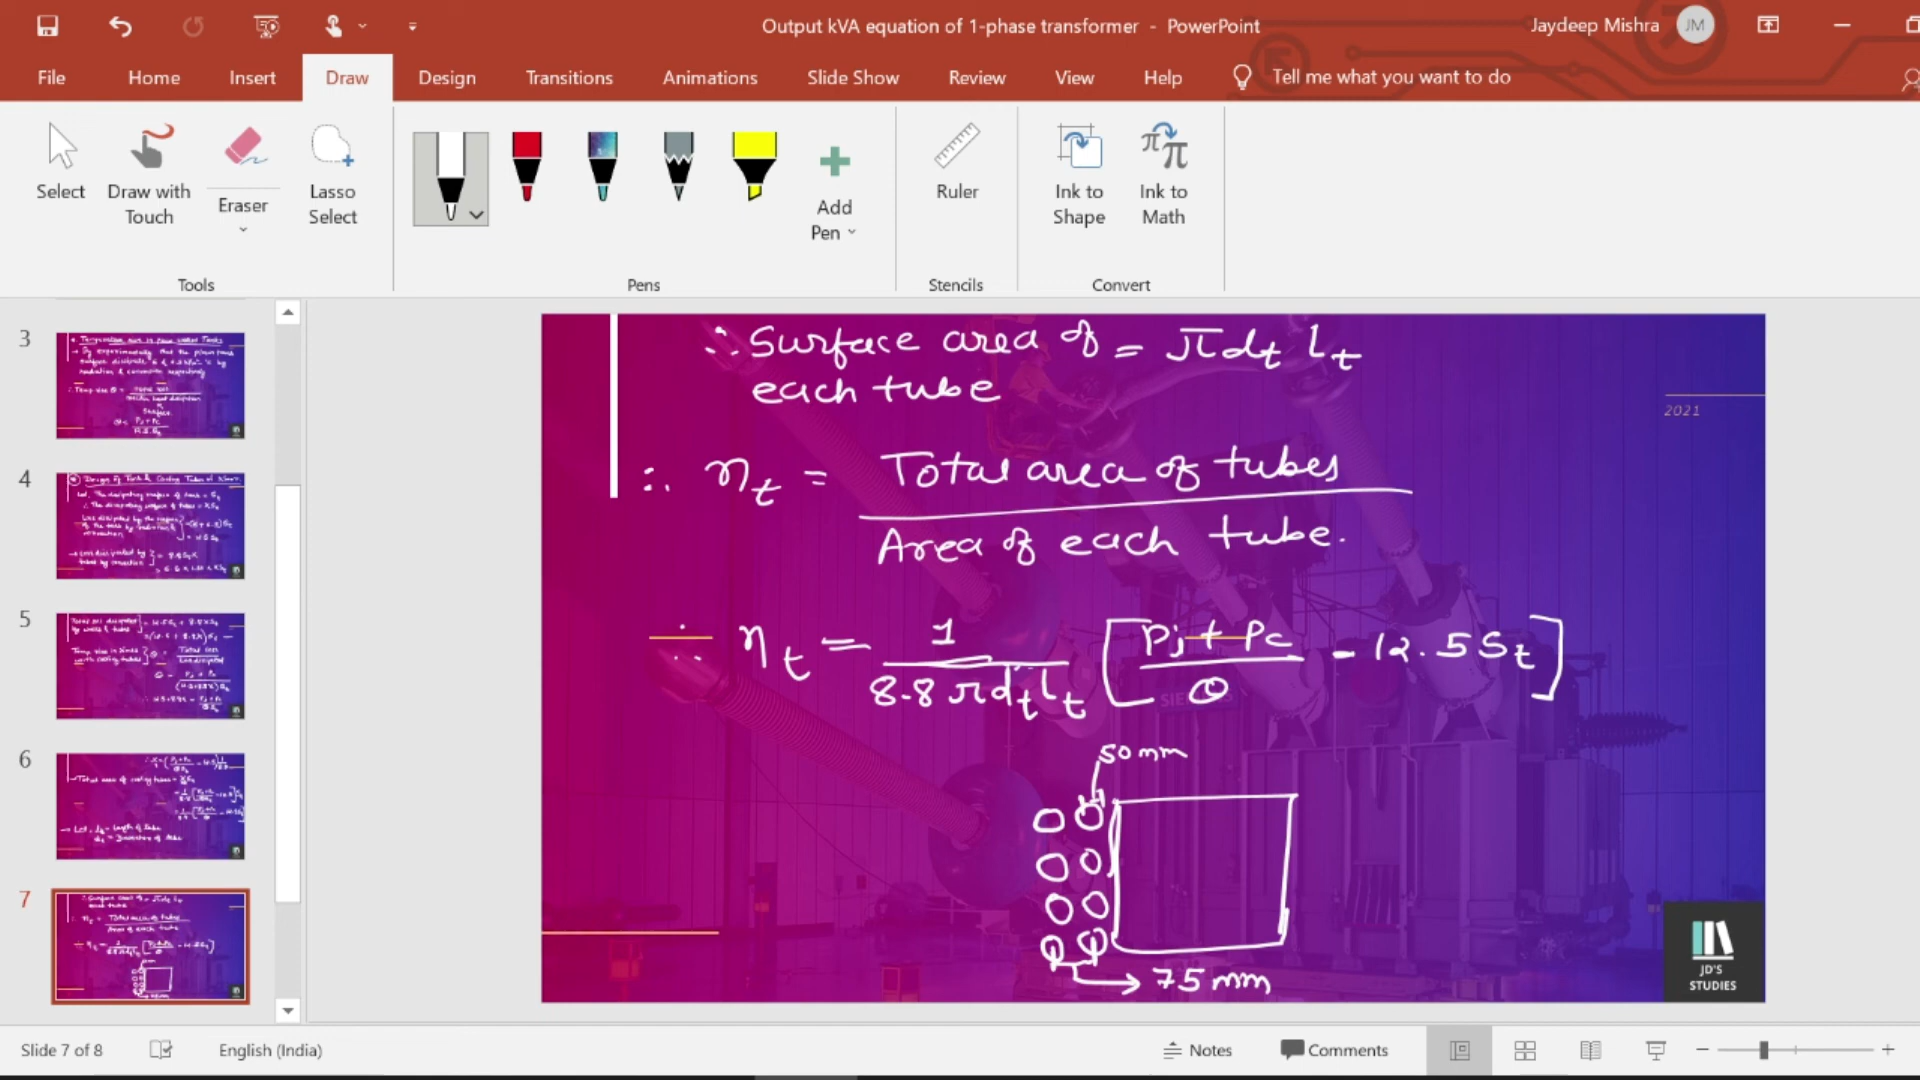 Output kVA equation of 1-phase transformer - PowerPoint
Jaydeep Mishra
JM
File
Home
Insert
Draw
Design
Transitions
Animations
Slide Show
Review
View
Help
Tell me what you want to do
Select
Draw with
Touch
Eraser
Lasso
Select
Add
Pen
Ruler
Ink to
Shape
Ink to
Math
Tools
Pens
Stencils
Convert
3
4
5
6
7
∴ Surface area of = πdt lt
each tube
2021
∴ nt = Total area of tubes
Area of each tube.
∴ nt = 1 / 8.8 πdt lt [ Pj + Pc / θ - 12.5 St ]
50 mm
75 mm
JD'S
STUDIES
Slide 7 of 8
English (India)
Notes
Comments